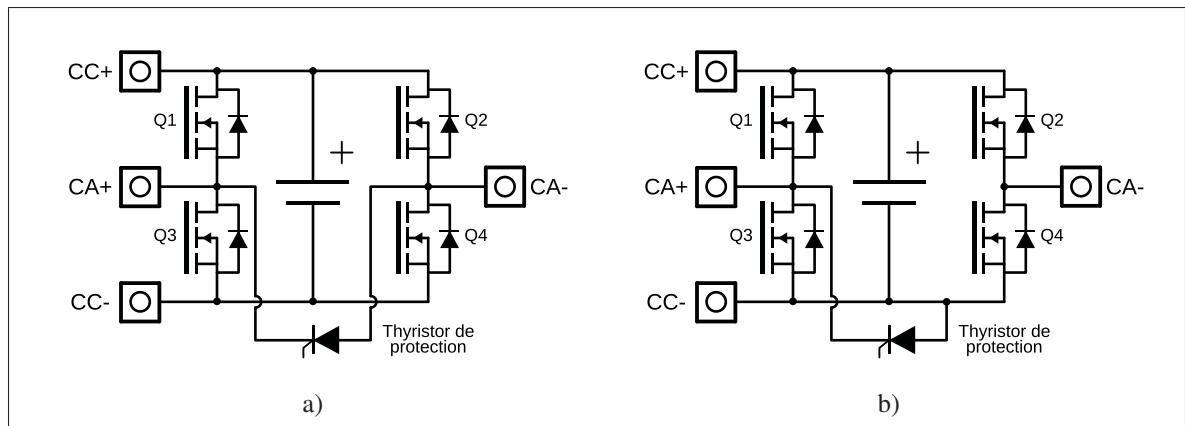 CC+
Q1
Q2
CA+
CA-
Q3
Q4
CC-
Thyristor de
protection
a)
CC+
Q1
Q2
CA+
CA-
Q3
Q4
CC-
Thyristor de
protection
b)